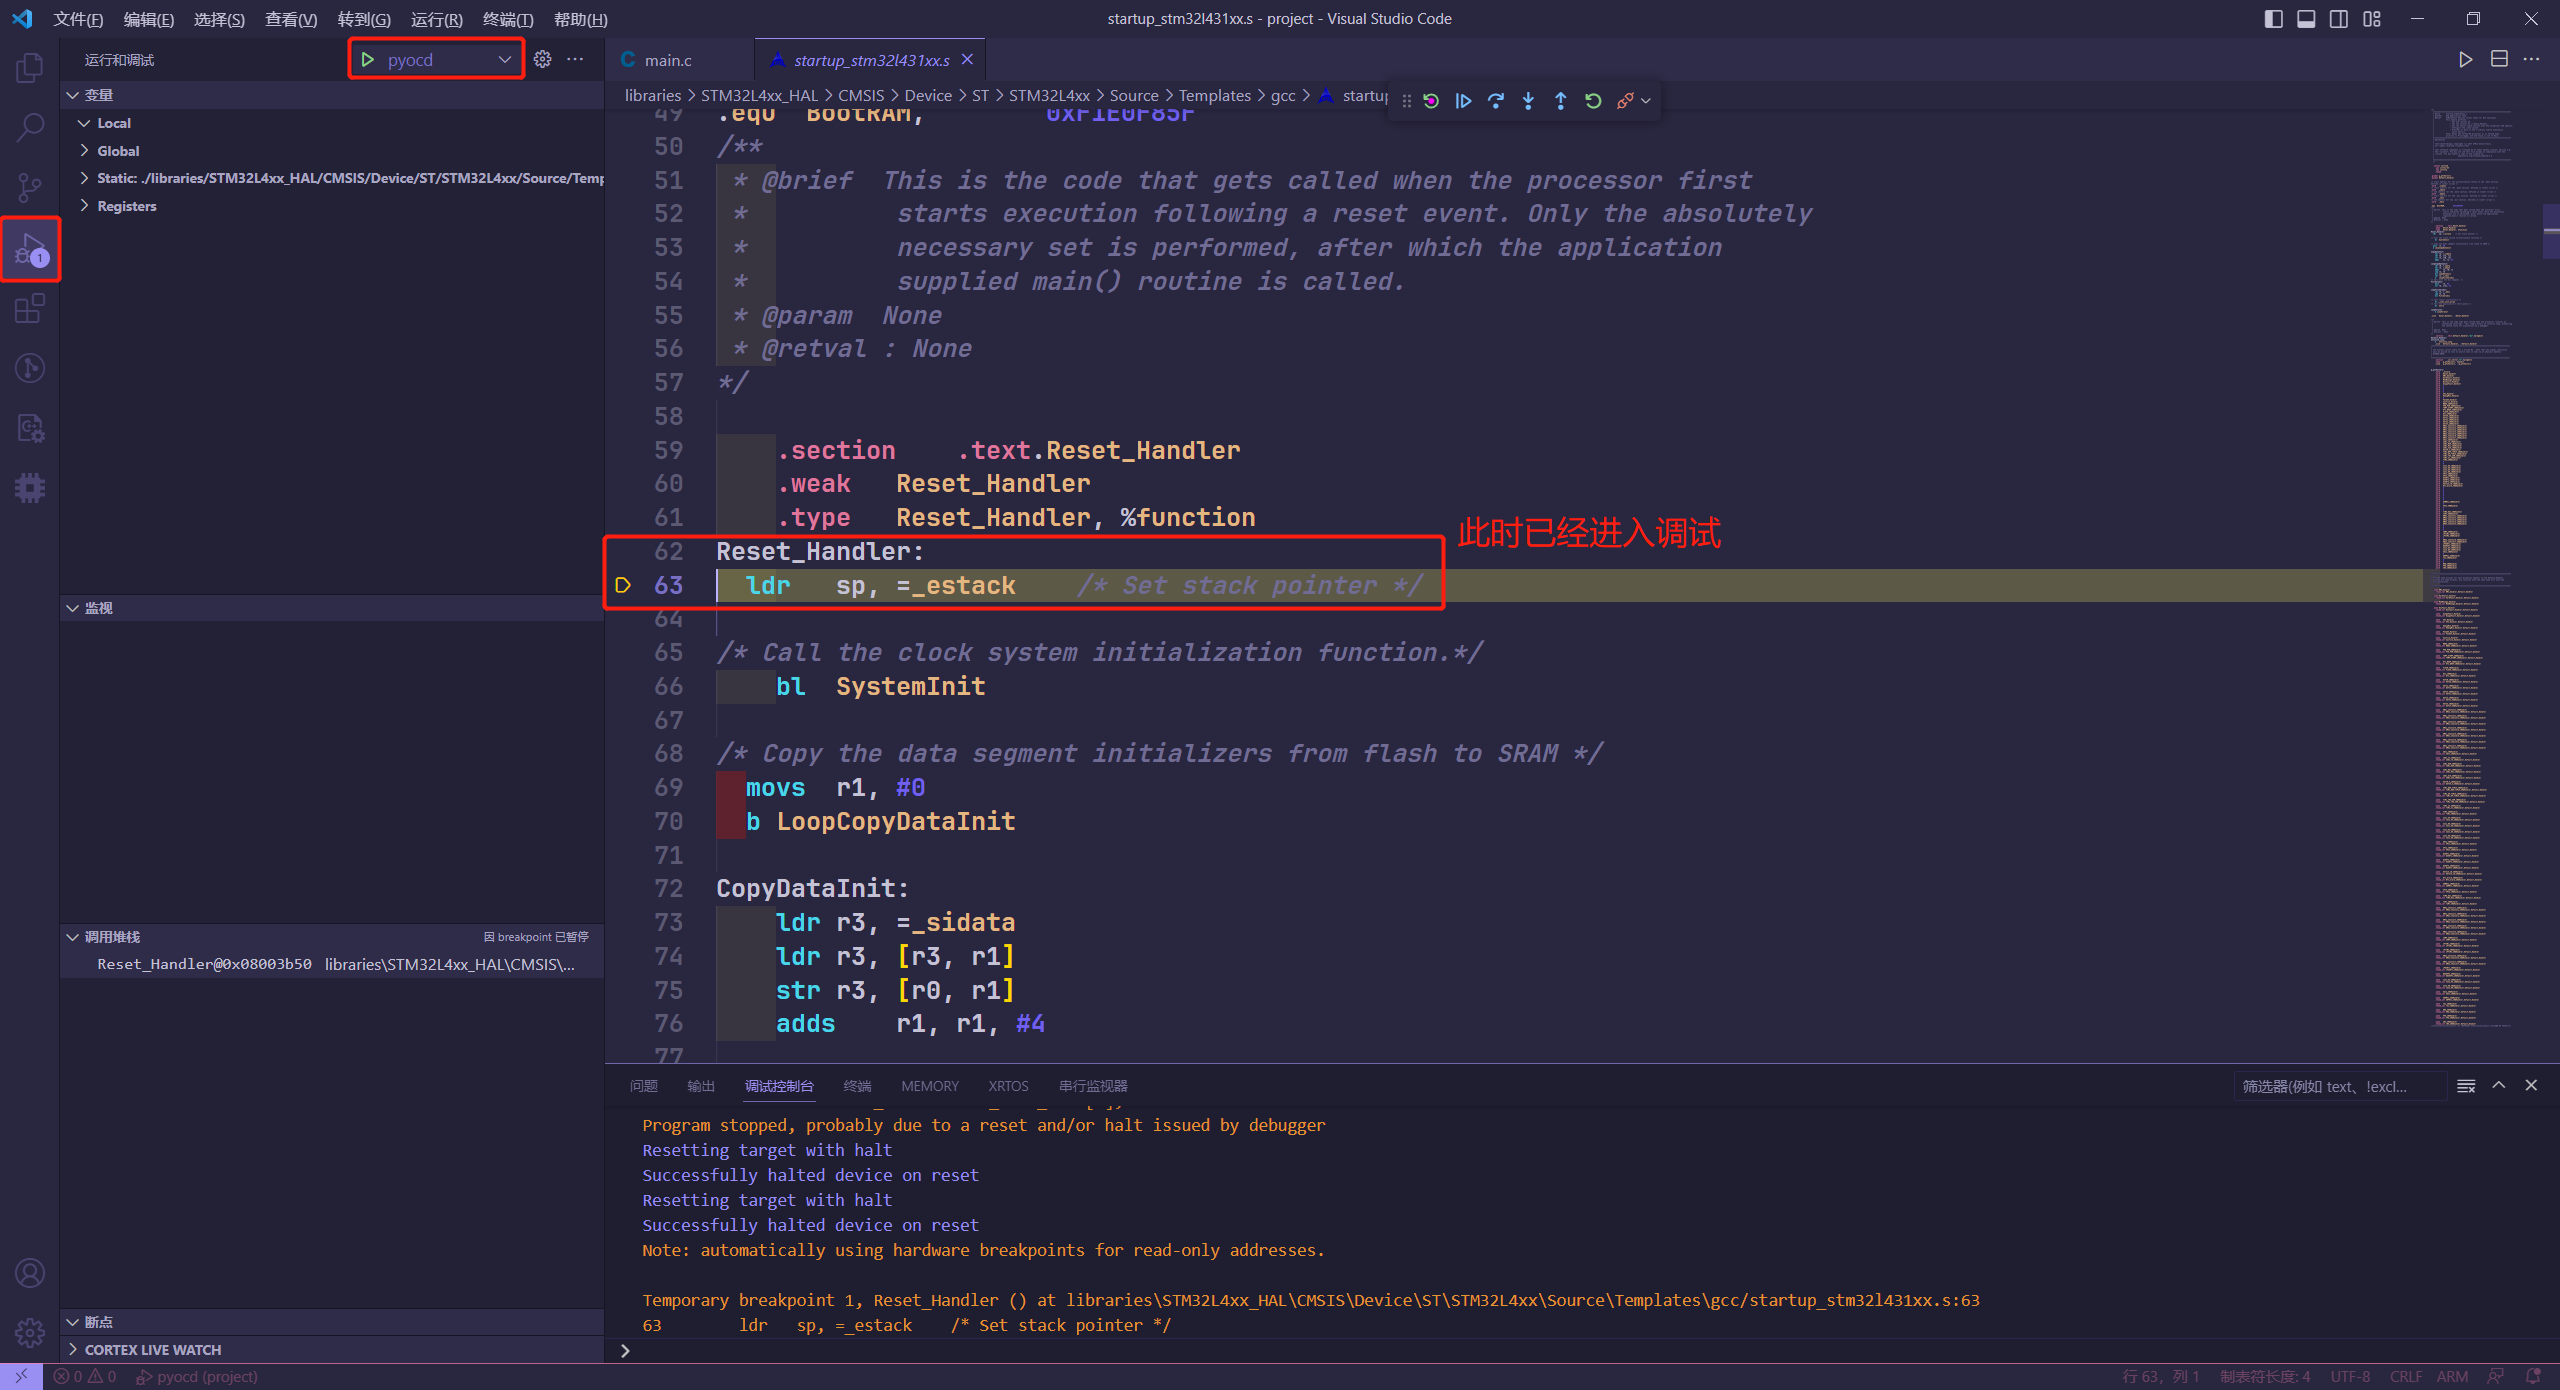 文件(F) 编辑(E) 选择(S) 查看(V) 转到(G) 运行(R) 终端(T) 帮助(H) startup_stm32l431xx.s - project - Visual Studio Code
运行和调试 pyocd main.c startup_stm32l431xx.s
变量
Local
Global
Static: ./libraries/STM32L4xx_HAL/CMSIS/Device/ST/STM32L4xx/Source/Temp
Registers
监视
调用堆栈 因 breakpoint 已暂停
Reset_Handler@0x08003b50 libraries\STM32L4xx_HAL\CMSIS\...
断点
CORTEX LIVE WATCH
libraries > STM32L4xx_HAL > CMSIS > Device > ST > STM32L4xx > Source > Templates > gcc > startup
49 .equ BootRAM, 0xF1E0F85F
50 /**
51 * @brief This is the code that gets called when the processor first
52 * starts execution following a reset event. Only the absolutely
53 * necessary set is performed, after which the application
54 * supplied main() routine is called.
55 * @param None
56 * @retval : None
57 */
58
59 .section .text.Reset_Handler
60 .weak Reset_Handler
61 .type Reset_Handler, %function
此时已经进入调试
62 Reset_Handler:
63 ldr sp, =_estack /* Set stack pointer */
64
65 /* Call the clock system initialization function.*/
66 bl SystemInit
67
68 /* Copy the data segment initializers from flash to SRAM */
69 movs r1, #0
70 b LoopCopyDataInit
71
72 CopyDataInit:
73 ldr r3, =_sidata
74 ldr r3, [r3, r1]
75 str r3, [r0, r1]
76 adds r1, r1, #4
77
问题 输出 调试控制台 终端 MEMORY XRTOS 串行监视器 筛选器(例如 text、!excl...
Program stopped, probably due to a reset and/or halt issued by debugger
Resetting target with halt
Successfully halted device on reset
Resetting target with halt
Successfully halted device on reset
Note: automatically using hardware breakpoints for read-only addresses.
Temporary breakpoint 1, Reset_Handler () at libraries\STM32L4xx_HAL\CMSIS\Device\ST\STM32L4xx\Source\Templates\gcc/startup_stm32l431xx.s:63
63 ldr sp, =_estack /* Set stack pointer */
0 0 pyocd (project) 行 63，列 1 制表符长度: 4 UTF-8 CRLF ARM